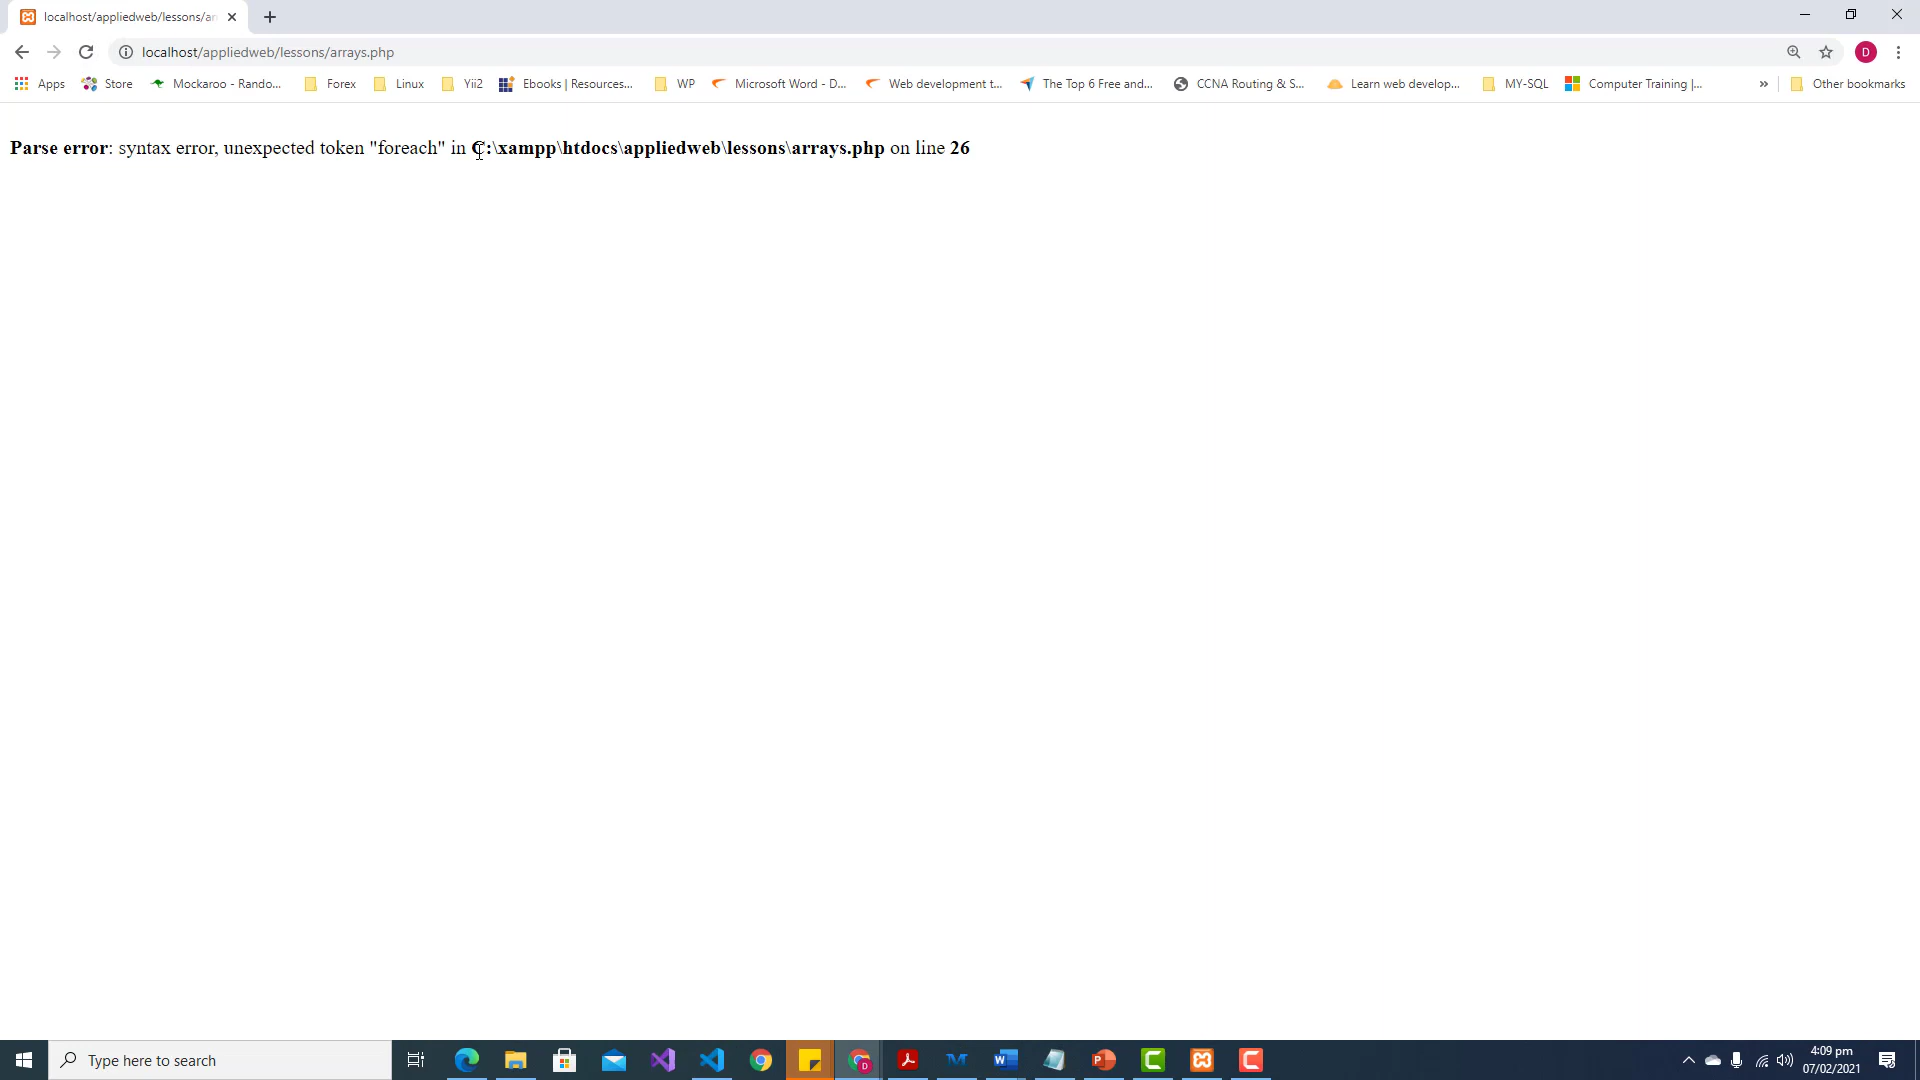 localhost/appliedweb/lessons/ar
localhost/appliedweb/lessons/arrays.php
D
Apps Store Mockaroo - Rando... Forex Linux Yii2 Ebooks | Resources... WP Microsoft Word - D... Web development t... The Top 6 Free and... CCNA Routing & S... Learn web develop... MY-SQL Computer Training |... » Other bookmarks
Parse error: syntax error, unexpected token "foreach" in C:\xampp\htdocs\appliedweb\lessons\arrays.php on line 26
Type here to search
4:09 pm
07/02/2021